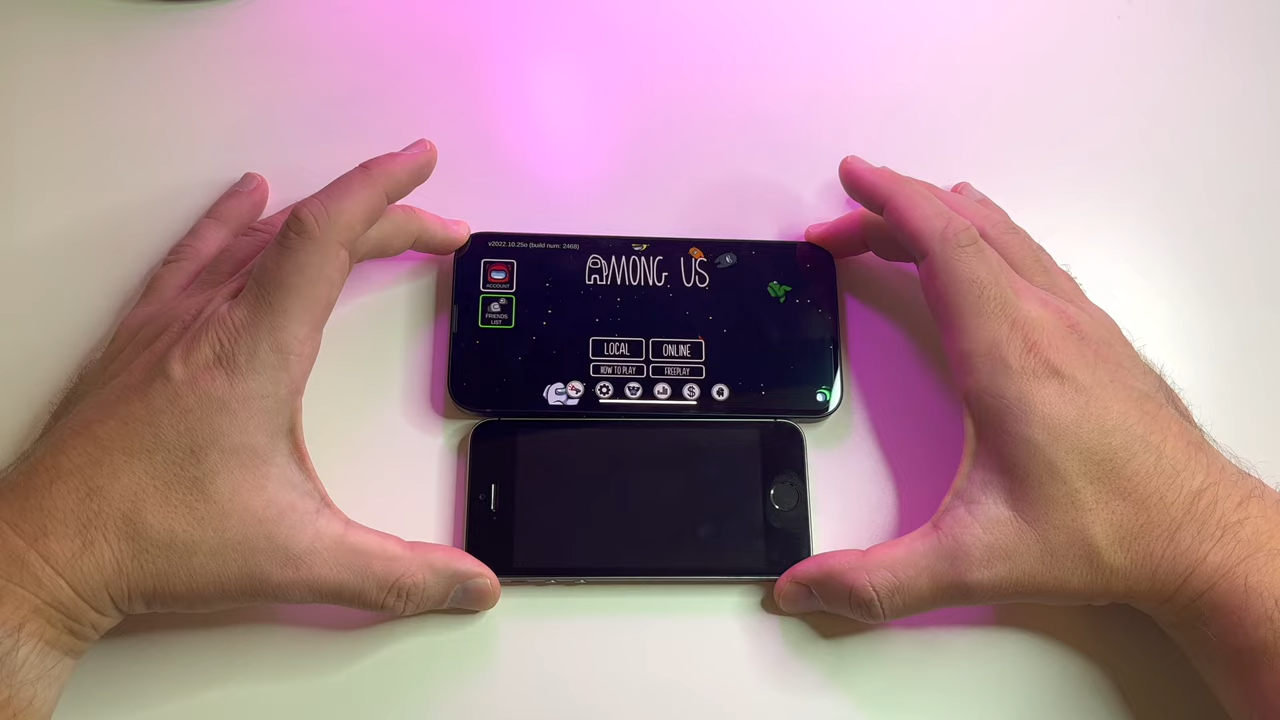 v2022.10.25o (build num: 2468)
AMONG US
ACCOUNT
FRIENDS
LIST
LOCAL
ONLINE
HOW TO PLAY
FREEPLAY
$